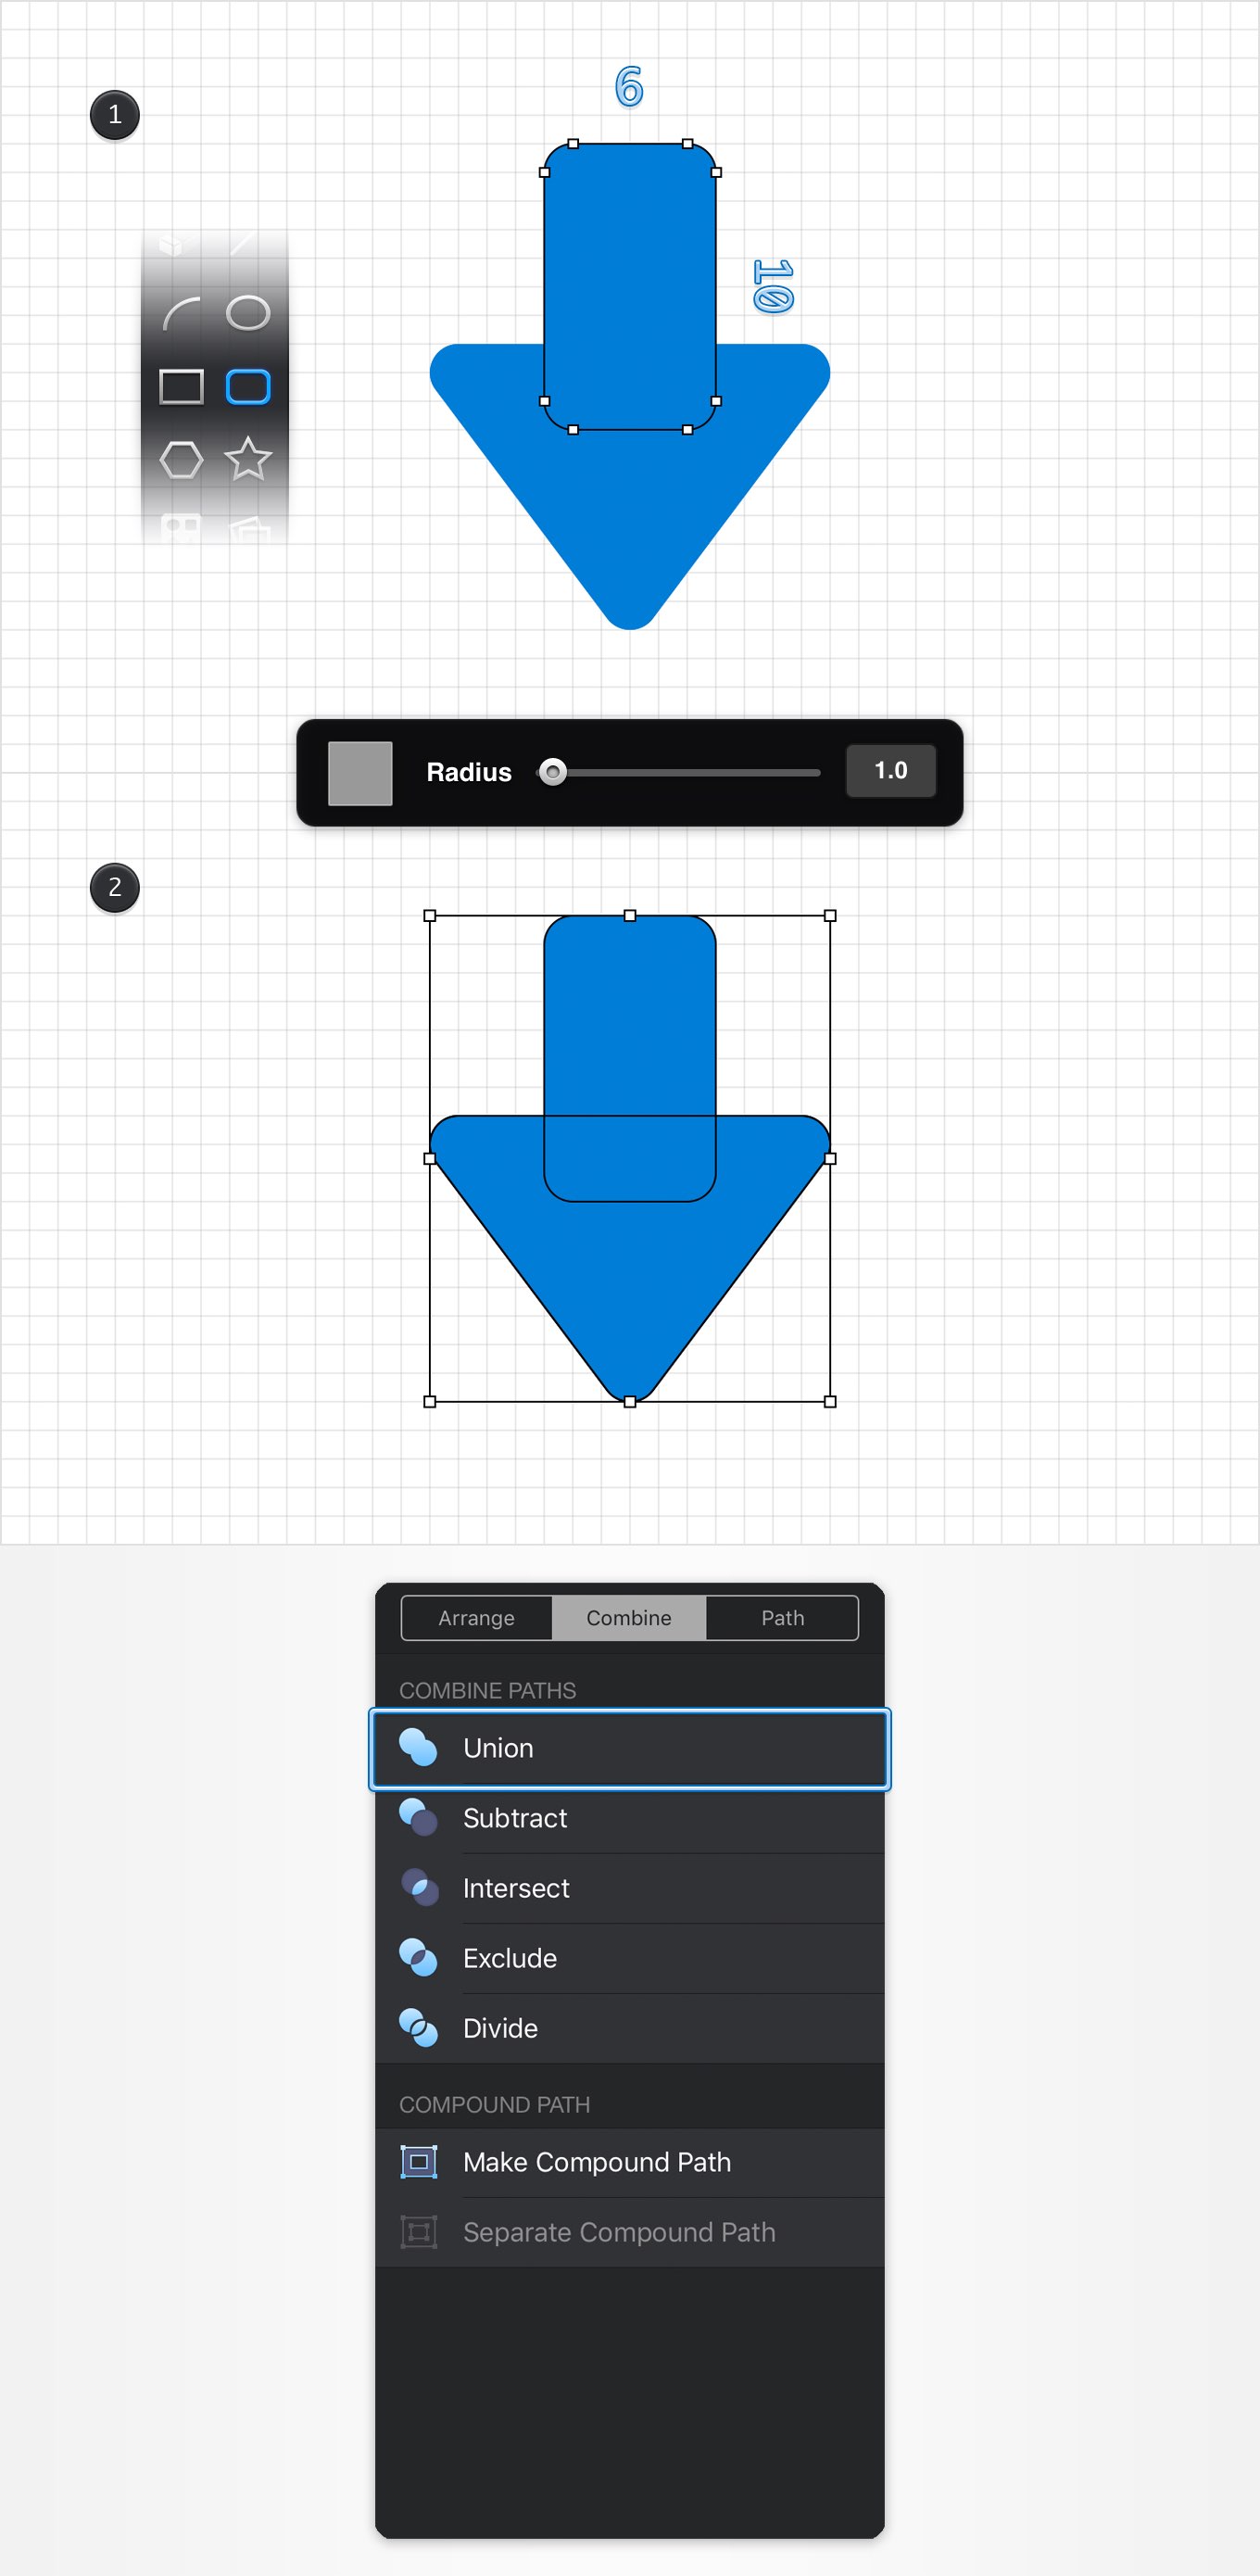 1
6
10
Radius
1.0
2
Arrange
Combine
Path
COMBINE PATHS
Union
Subtract
Intersect
Exclude
Divide
COMPOUND PATH
Make Compound Path
Separate Compound Path